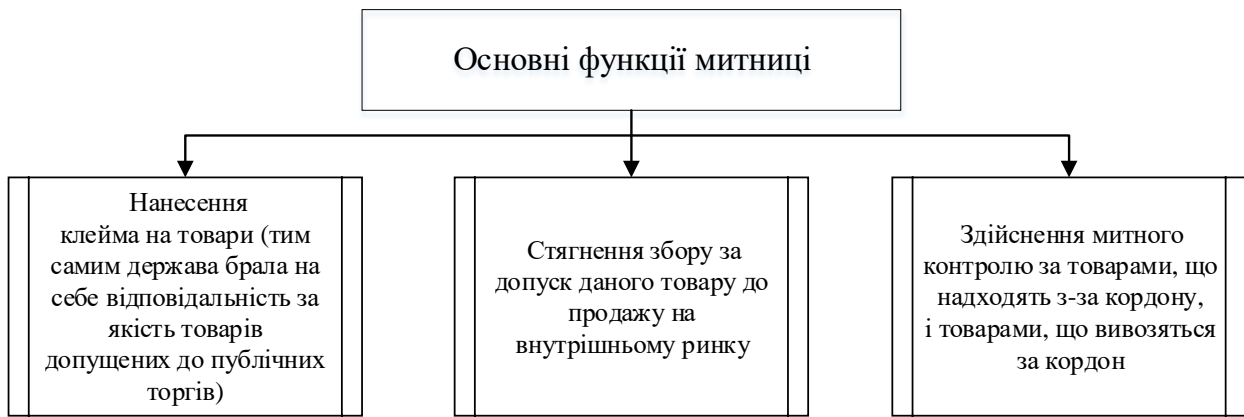 Основні функції митниці
Нанесення
клейма на товари (тим
самим держава брала на
себе відповідальність за
якість товарів
допущених до публічних
торгів)
Стягнення збору за
допуск даного товару до
продажу на
внутрішньому ринку
Здійснення митного
контролю за товарами, що
надходять з-за кордону,
і товарами, що вивозяться
за кордон